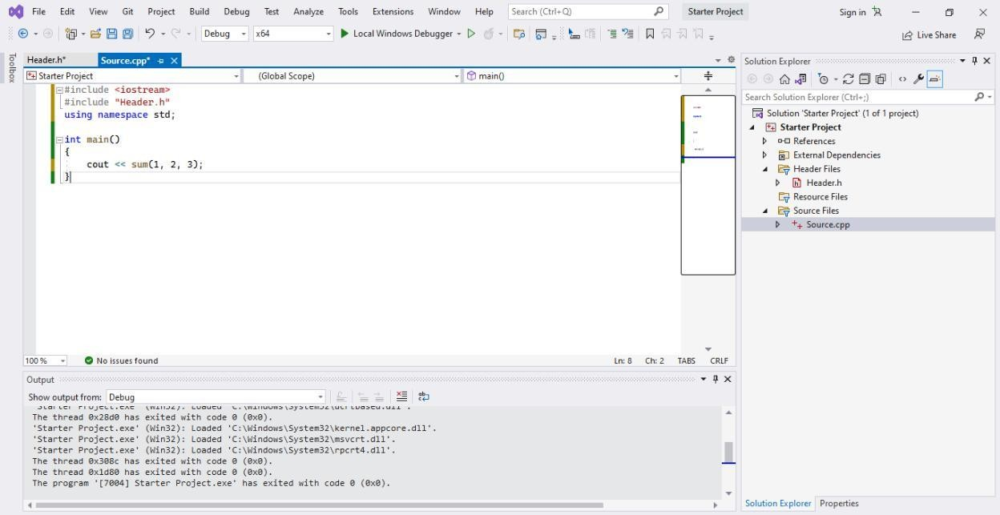 File Edit View Git Project Build Debug Test Analyze Tools Extensions Window Help Search (Ctrl+Q) Starter Project Sign in
Debug x64 Local Windows Debugger Live Share
Toolbox
Header.h* Source.cpp*
Starter Project (Global Scope) main()
#include <iostream>
#include "Header.h"
using namespace std;
int main()
{
cout << sum(1, 2, 3);
}
100 % No issues found Ln: 8 Ch: 2 TABS CRLF
Output
Show output from: Debug
'Starter Project.exe' (Win32): Loaded 'C:\Windows\System32\ucrtbased.dll'.
The thread 0x28d0 has exited with code 0 (0x0).
'Starter Project.exe' (Win32): Loaded 'C:\Windows\System32\kernel.appcore.dll'.
'Starter Project.exe' (Win32): Loaded 'C:\Windows\System32\msvcrt.dll'.
'Starter Project.exe' (Win32): Loaded 'C:\Windows\System32\rpcrt4.dll'.
The thread 0x308c has exited with code 0 (0x0).
The thread 0x1d80 has exited with code 0 (0x0).
The program '[7004] Starter Project.exe' has exited with code 0 (0x0).
Solution Explorer
Search Solution Explorer (Ctrl+;)
Solution 'Starter Project' (1 of 1 project)
Starter Project
References
External Dependencies
Header Files
Header.h
Resource Files
Source Files
Source.cpp
Solution Explorer Properties